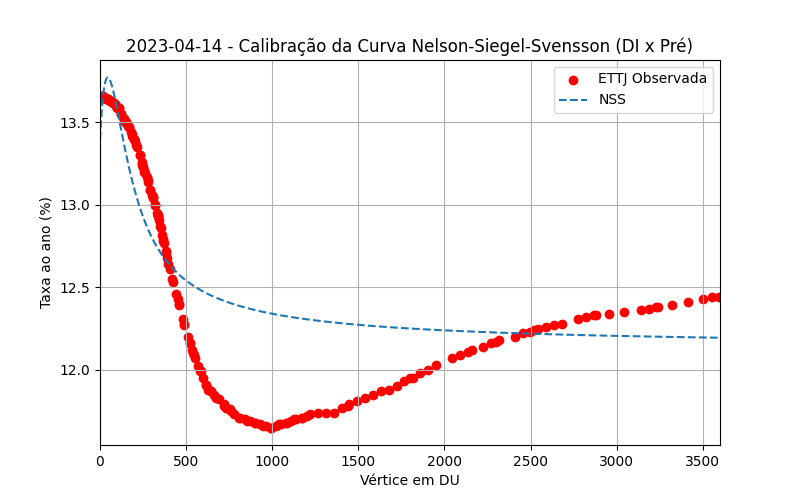 2023-04-14 - Calibração da Curva Nelson-Siegel-Svensson (DI x Pré)
ETTJ Observada
NSS
Taxa ao ano (%)
13.5
13.0
12.5
12.0
0 500 1000 1500 2000 2500 3000 3500
Vértice em DU